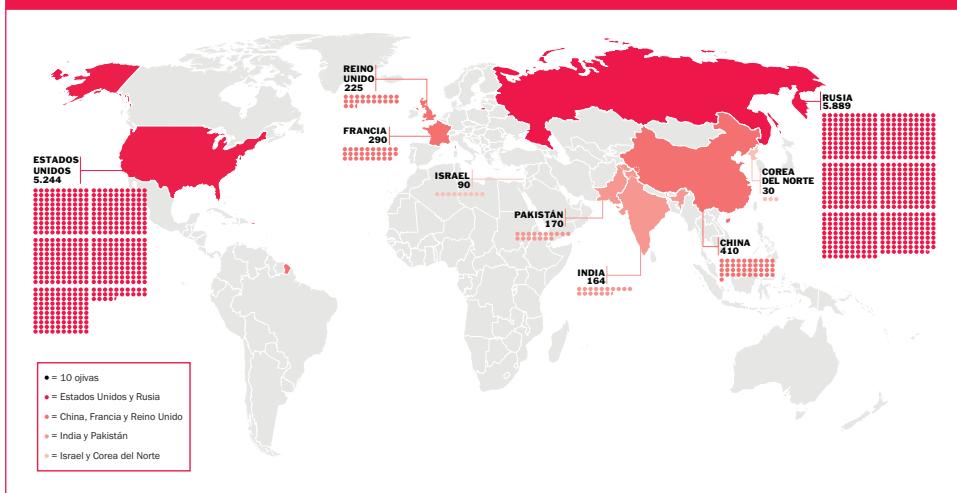 REINO
UNIDO
225
FRANCIA
290
ESTADOS
UNIDOS
5.244
ISRAEL
90
PAKISTÁN
170
INDIA
164
RUSIA
5.889
COREA
DEL NORTE
30
CHINA
410
= 10 ojivas
= Estados Unidos y Rusia
= China, Francia y Reino Unido
= India y Pakistán
= Israel y Corea del Norte